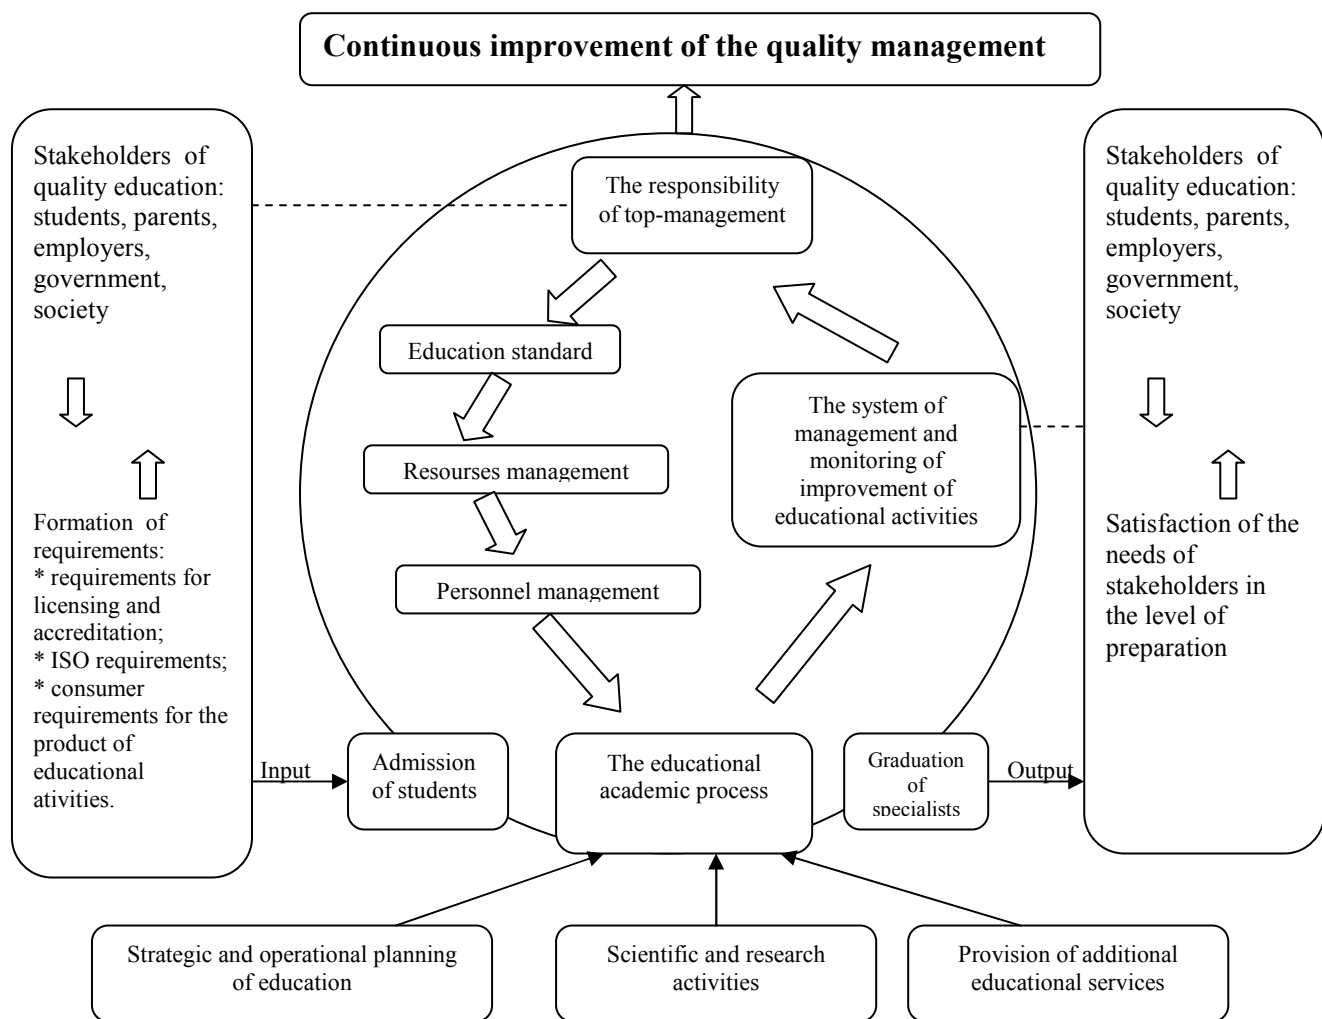 Continuous improvement of the quality management
Stakeholders of
quality education:
students, parents,
employers,
government,
society
Formation of
requirements:
* requirements for
licensing and
accreditation;
* ISO requirements;
* consumer
requirements for the
product of
educational
ativities.
The responsibility
of top-management
Education standard
Resourses management
Personnel management
The system of
management and
monitoring of
improvement of
educational activities
Stakeholders of
quality education:
students, parents,
employers,
government,
society
Satisfaction of the
needs of
stakeholders in
the level of
preparation
Input
Admission
of students
The educational
academic process
Graduation
of
specialists
Output
Strategic and operational planning
of education
Scientific and research
activities
Provision of additional
educational services